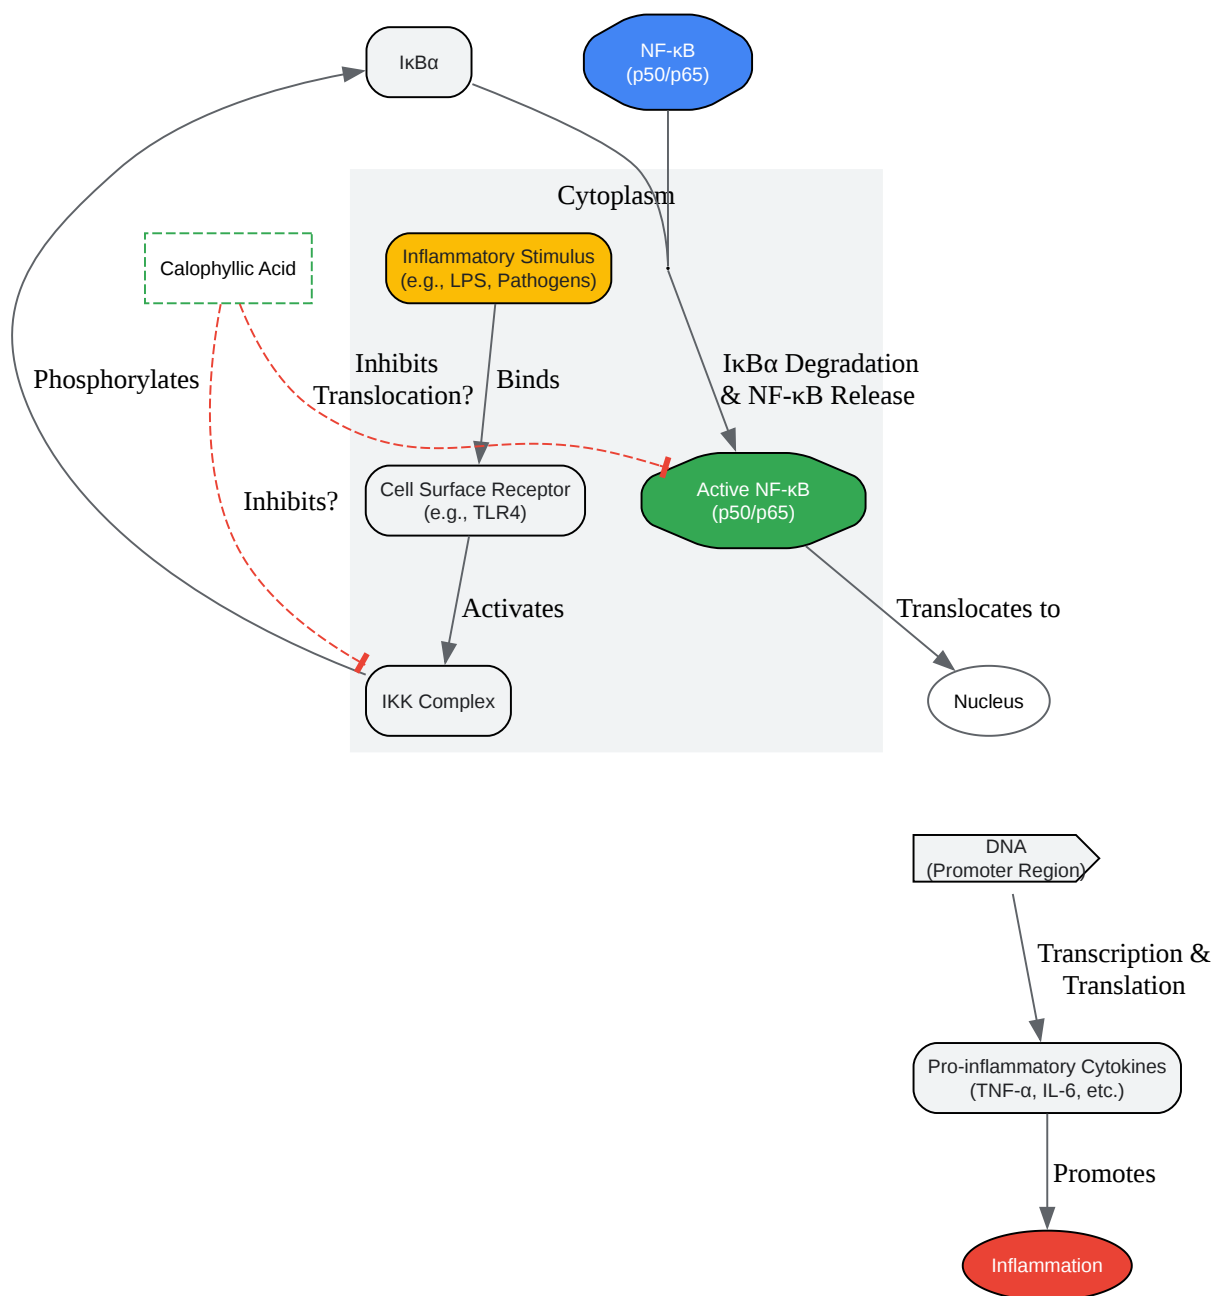 IκBα
NF-κB
(p50/p65)
Cytoplasm
Calophyllic Acid
Inflammatory Stimulus
(e.g., LPS, Pathogens)
Phosphorylates
Inhibits
Translocation?
Binds
IκBα Degradation
& NF-κB Release
Inhibits?
Cell Surface Receptor
(e.g., TLR4)
Active NF-κB
(p50/p65)
Activates
Translocates to
IKK Complex
Nucleus
DNA
(Promoter Region)
Transcription &
Translation
Pro-inflammatory Cytokines
(TNF-α, IL-6, etc.)
Promotes
Inflammation